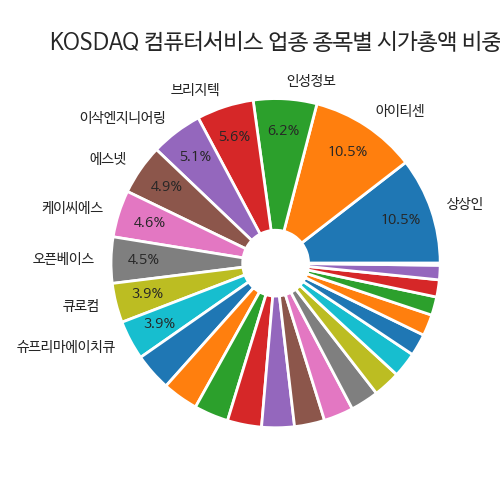 KOSDAQ 컴퓨터서비스 업종 종목별 시가총액 비중
인성정보
브리지텍
아이티센
이삭엔지니어링
6.2%
5.6%
10.5%
5.1%
에스넷
4.9%
상상인
케이씨에스
4.6%
10.5%
오픈베이스
4.5%
3.9%
큐로컴
3.9%
슈프리마에이치큐